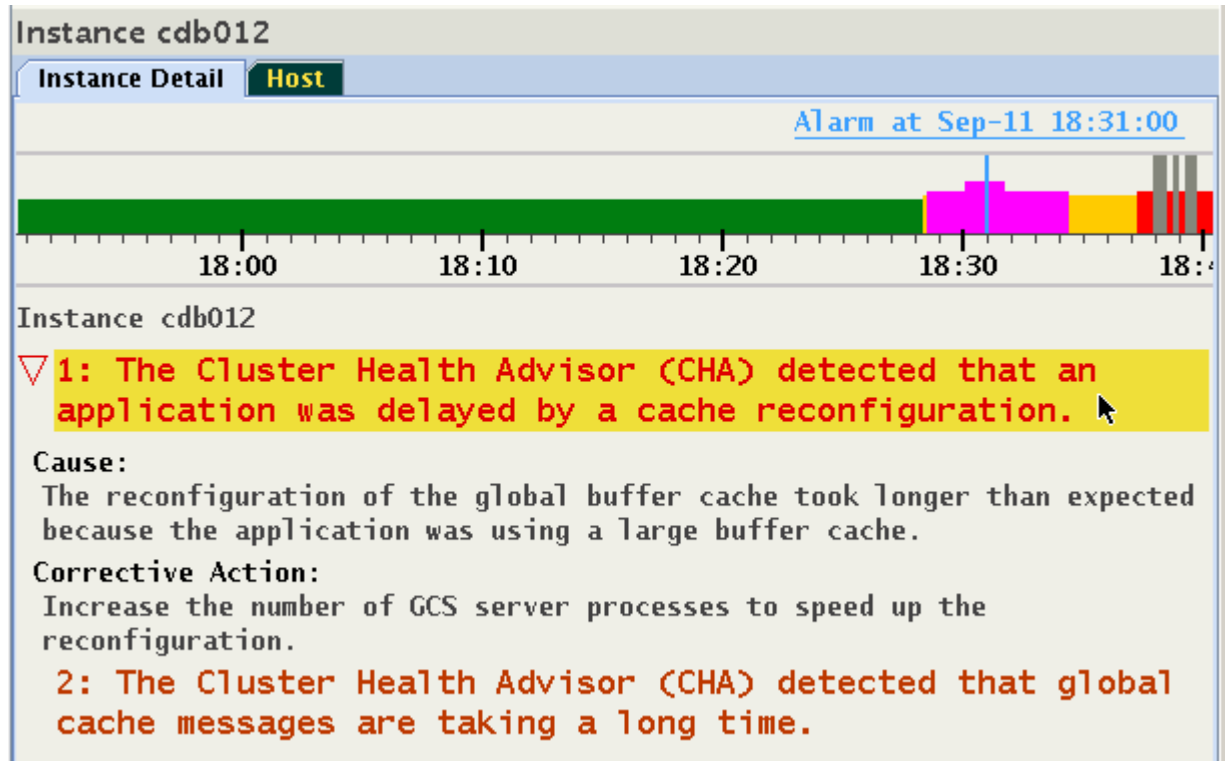 Instance cdb012
Instance Detail Host
Alarm at Sep-11 18:31:00
18:00 18:10 18:20 18:30
Instance cdb012
1: The Cluster Health Advisor (CHA) detected that an
application was delayed by a cache reconfiguration.
Cause:
The reconfiguration of the global buffer cache took longer than expected
because the application was using a large buffer cache.
Corrective Action:
Increase the number of GCS server processes to speed up the
reconfiguration.
2: The Cluster Health Advisor (CHA) detected that global
cache messages are taking a long time.